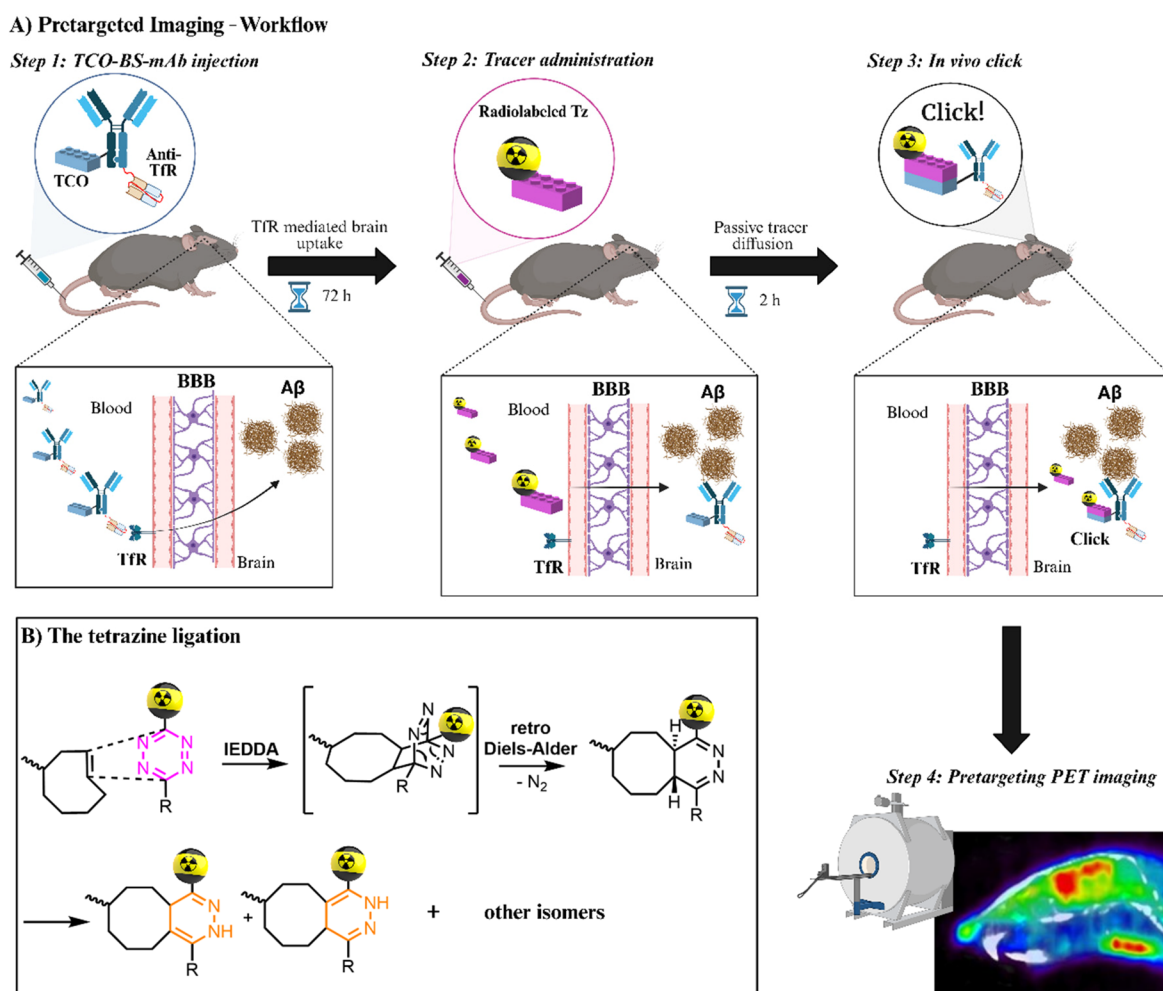 A) Pretargeted Imaging - Workflow
Step 1: TCO-BS-mAb injection
Anti-
TfR
TCO
TfR mediated brain
uptake
72 h
Step 2: Tracer administration
Radiolabeled Tz
Passive tracer
diffusion
2 h
Step 3: In vivo click
Click!
BBB
Blood
Aβ
TfR
Brain
BBB
Blood
Aβ
TfR
Brain
BBB
Blood
Aβ
Click
TfR
Brain
B) The tetrazine ligation
N
N
N
N
R
IEDDA
N
N
N
N
R
retro
Diels-Alder
- N2
H
N
N
H
R
N
NH
R
+
NH
N
R
+
other isomers
Step 4: Pretargeting PET imaging